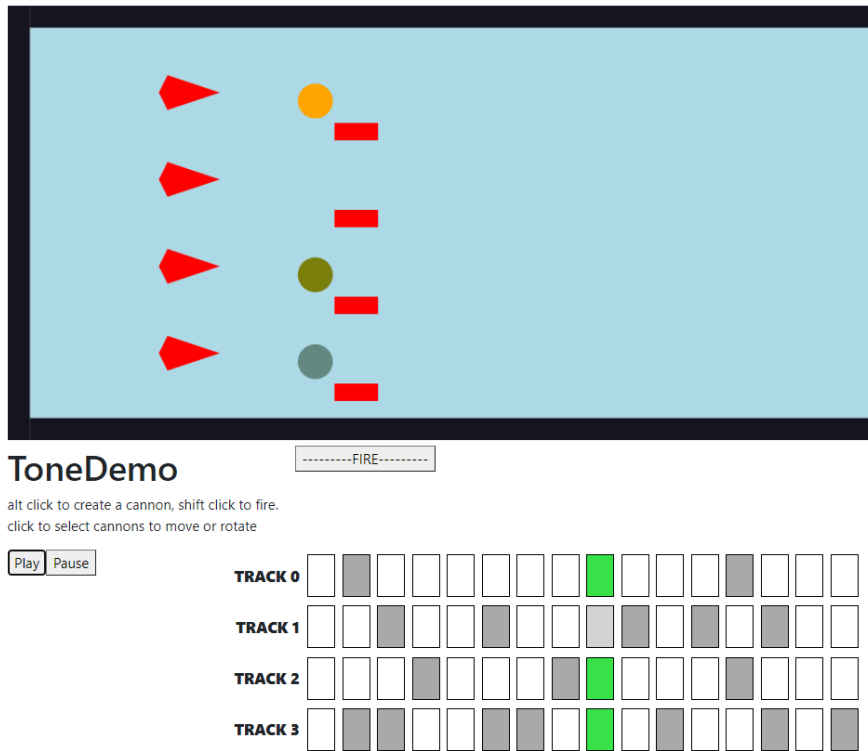 ---------FIRE---------
ToneDemo
alt click to create a cannon, shift click to fire.
click to select cannons to move or rotate
Play Pause
TRACK 0
TRACK 1
TRACK 2
TRACK 3